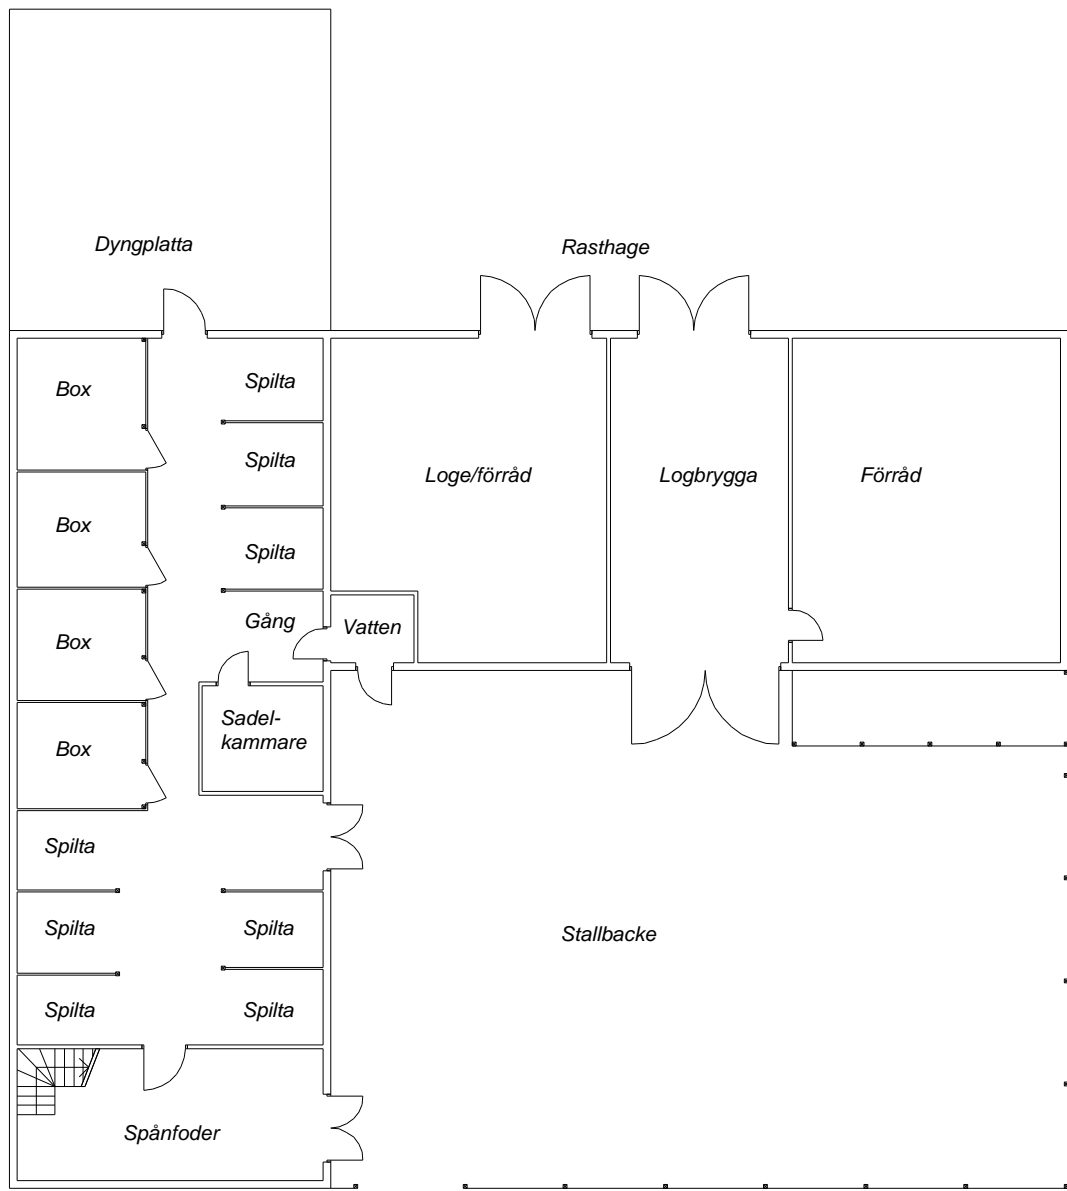 Dyngplatta
Rasthage
Box
Spilta
Spilta
Loge/förråd
Logbrygga
Förråd
Box
Spilta
Gång
Vatten
Box
Sadel-
kammare
Box
Spilta
Spilta
Spilta
Stallbacke
Spilta
Spilta
Spånfoder